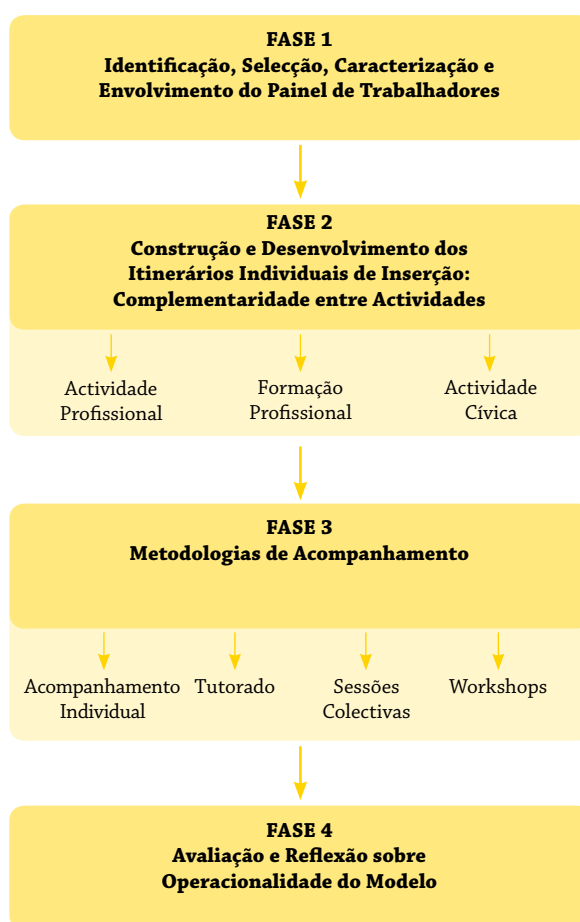 FASE 1
Identificação, Selecção, Caracterização e
Envolvimento do Painel de Trabalhadores
FASE 2
Construção e Desenvolvimento dos
Itinerários Individuais de Inserção:
Complementaridade entre Actividades
Actividade
Profissional
Formação
Profissional
Actividade
Cívica
FASE 3
Metodologias de Acompanhamento
Acompanhamento
Individual
Tutorado
Sessões
Colectivas
Workshops
FASE 4
Avaliação e Reflexão sobre
Operacionalidade do Modelo